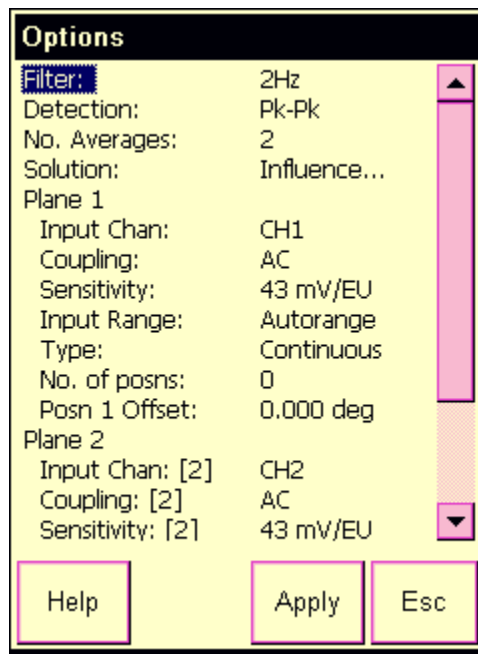 Options
Filter: 2Hz
Detection: Pk-Pk
No. Averages: 2
Solution: Influence...
Plane 1
Input Chan: CH1
Coupling: AC
Sensitivity: 43 mV/EU
Input Range: Autorange
Type: Continuous
No. of posns: 0
Posn 1 Offset: 0.000 deg
Plane 2
Input Chan: [2] CH2
Coupling: [2] AC
Sensitivity: [2] 43 mV/EU
Help Apply Esc